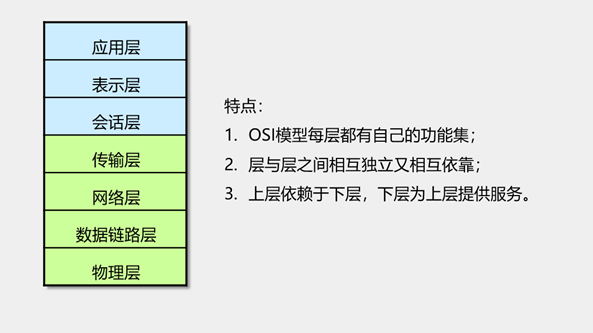 应用层
表示层
会话层
传输层
网络层
数据链路层
物理层
特点：
1. OSI模型每层都有自己的功能集；
2. 层与层之间相互独立又相互依靠；
3. 上层依赖于下层，下层为上层提供服务。